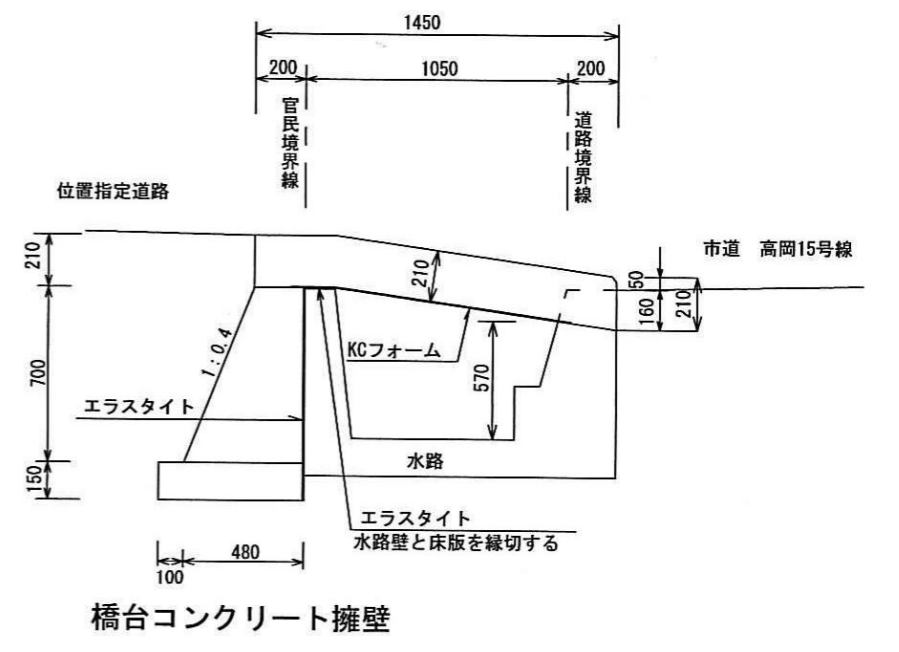 1450
200
1050
200
官民境界線
道路境界線
位置指定道路
市道 高岡15号線
210
210
50
160
210
KCフォーム
1:0.4
700
570
エラスタイト
水路
150
エラスタイト
水路壁と床版を縁切する
480
100
橋台コンクリート擁壁